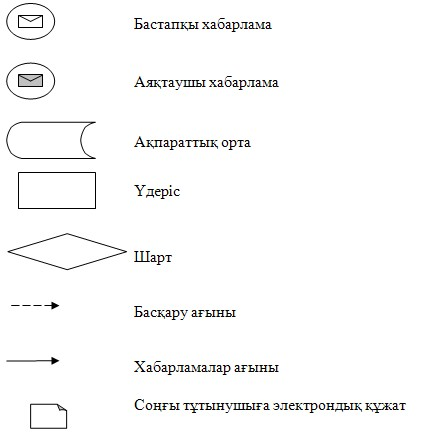 Бастапқы хабарлама
Аяқтаушы хабарлама
Ақпараттық орта
Үдеріс
Шарт
Басқару ағыны
Хабарламалар ағыны
Соңғы тұтынушыға электрондық құжат